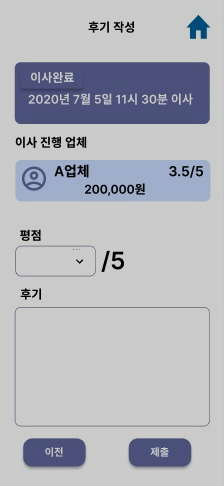 후기 작성
이사완료
2020년 7월 5일 11시 30분 이사
이사 진행 업체
A업체 3.5/5
200,000원
평점
/5
후기
이전 제출